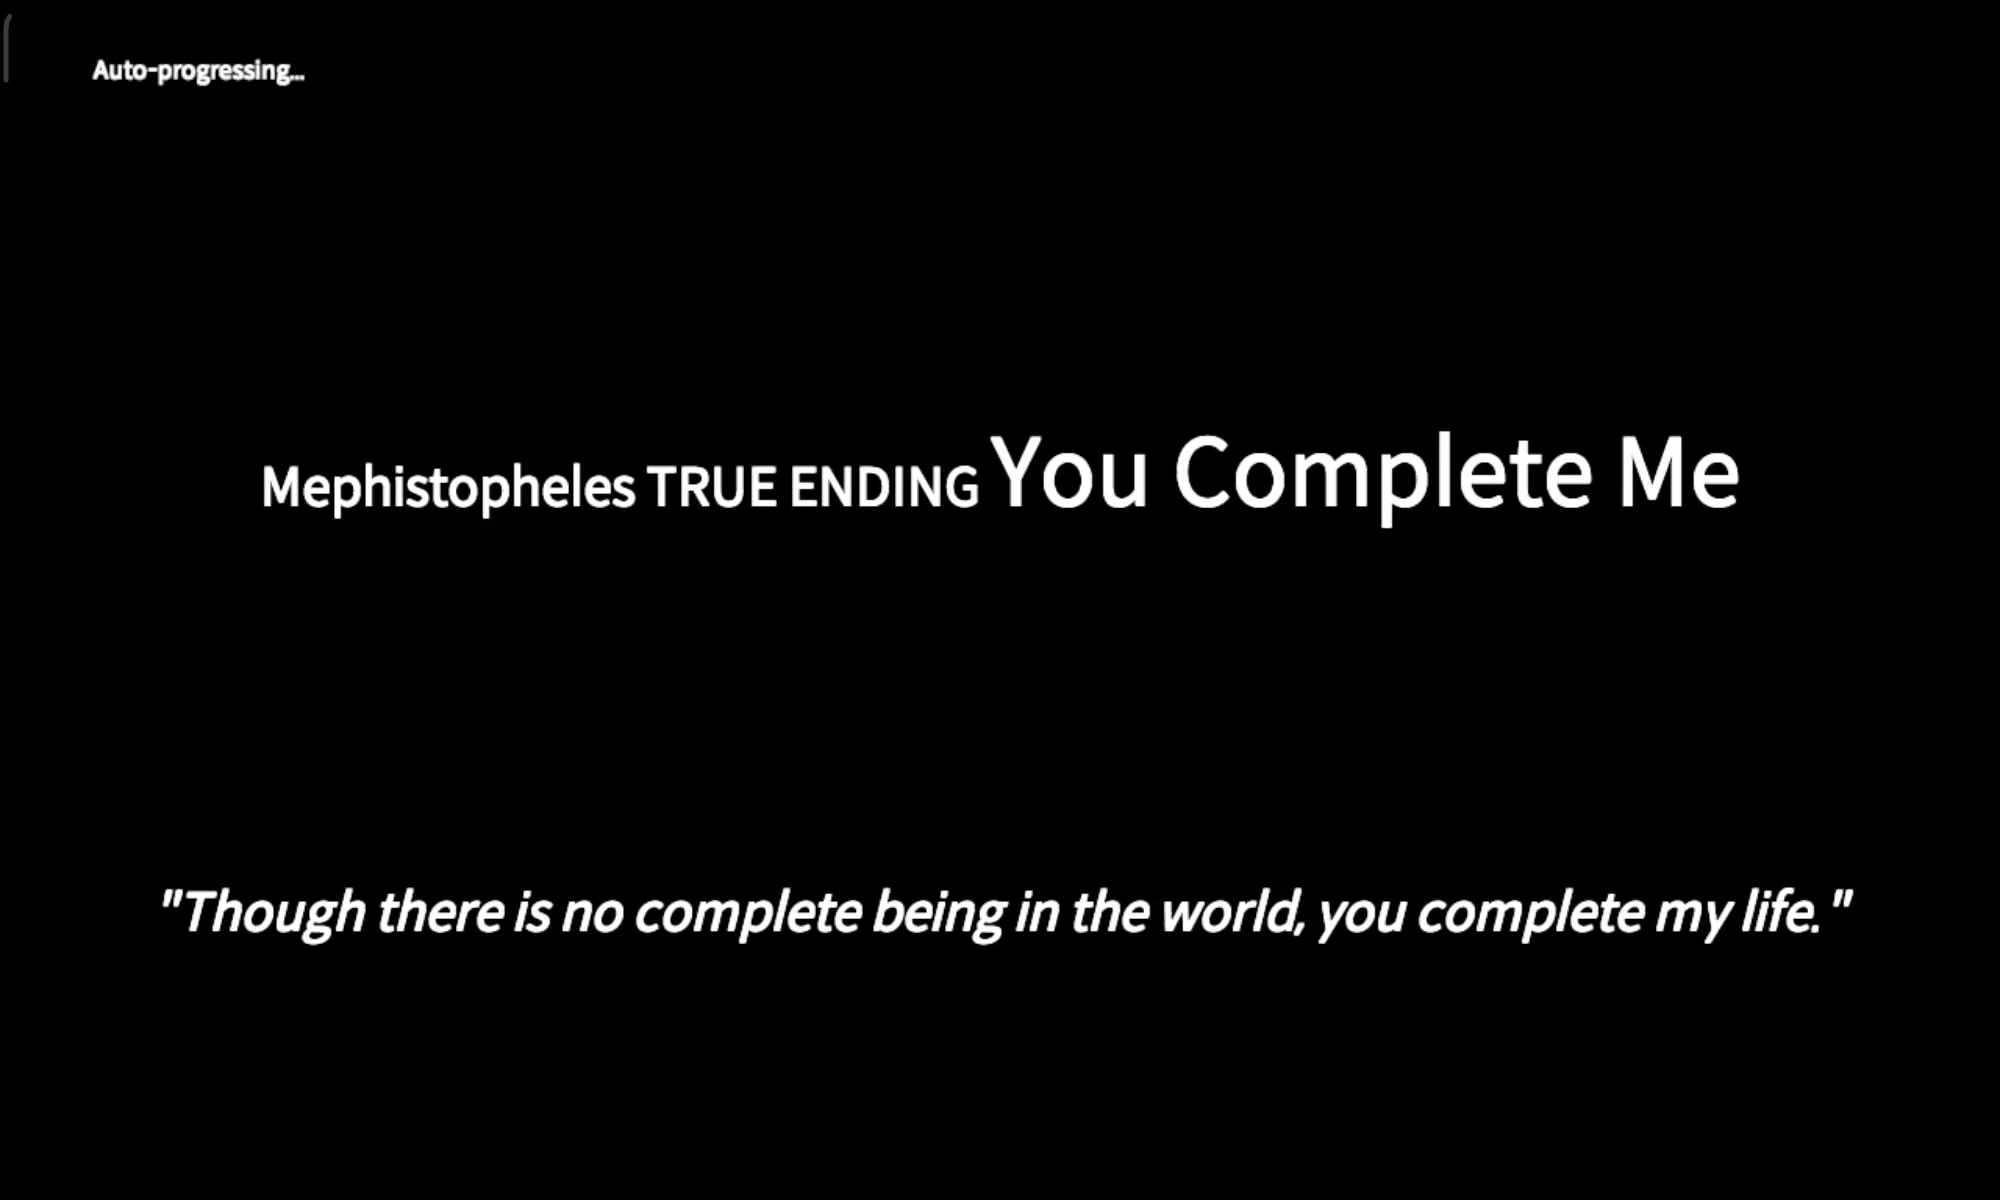 Auto-progressing...
Mephistopheles TRUE ENDING You Complete Me
"Though there is no complete being in the world, you complete my life."